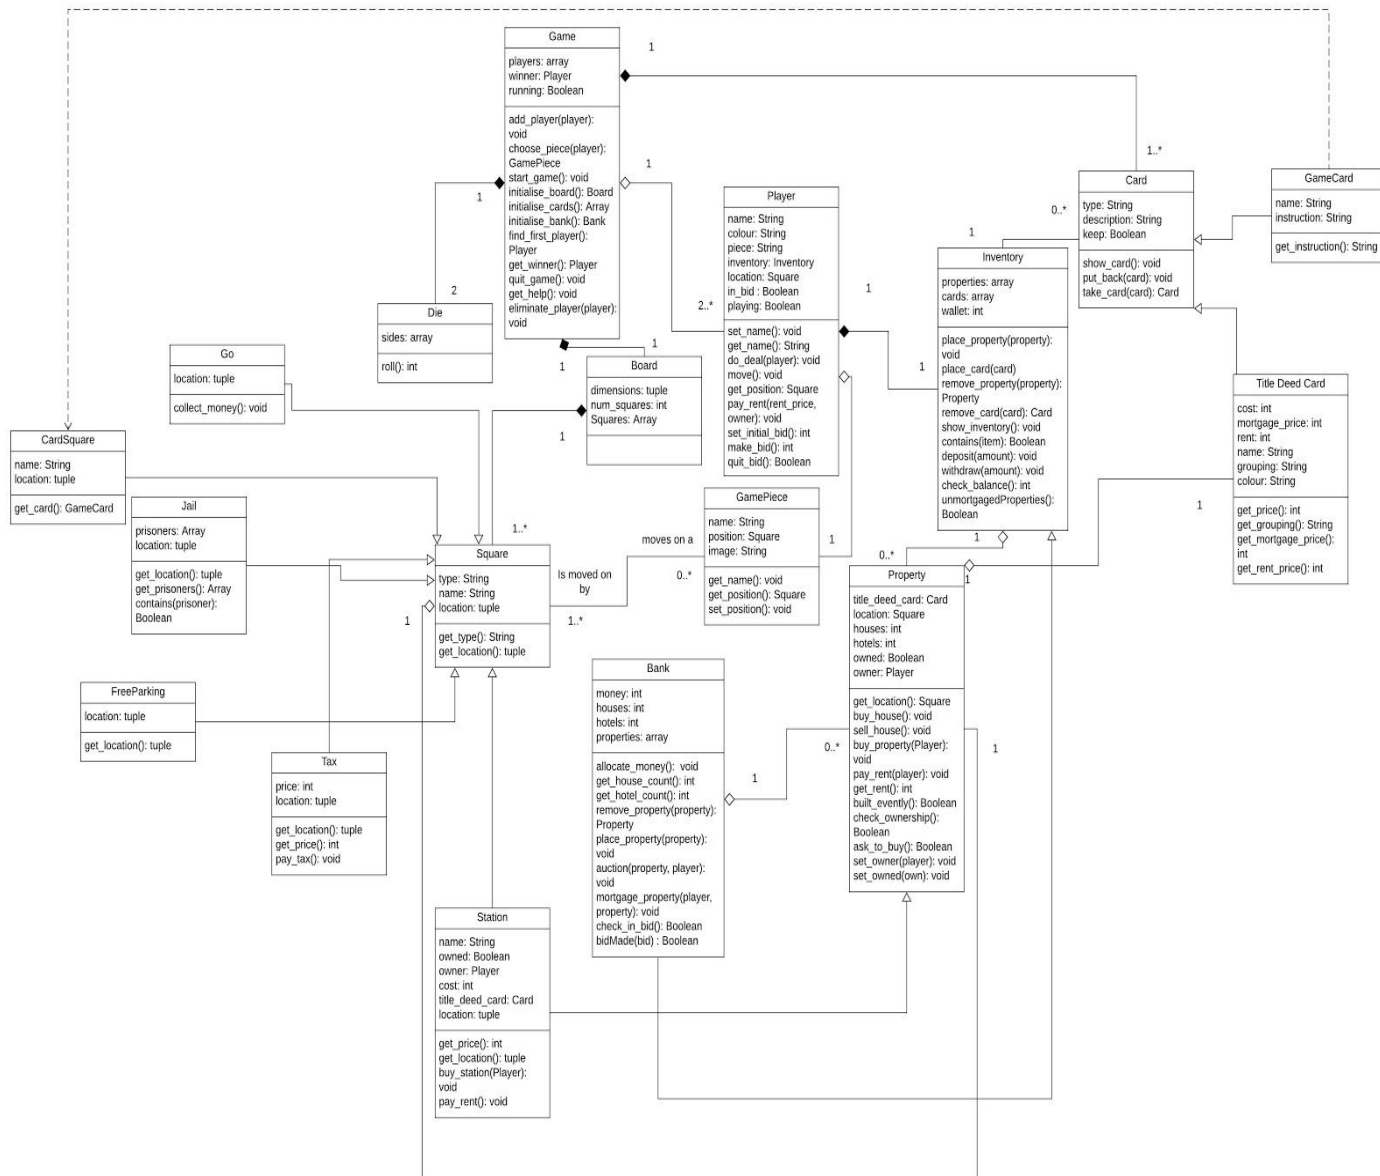 Game
players: array
winner: Player
running: Boolean
add_player(player):
void
choose_piece(player):
GamePiece
start_game(): void
initialise_board(): Board
initialise_cards(): Array
initialise_bank(): Bank
find_first_player():
Player
get_winner(): Player
quit_game(): void
get_help(): void
eliminate_player(player):
void
1
1..*
1
2..*
1
2
1
1
Die
sides: array
roll(): int
Board
dimensions: tuple
num_squares: int
Squares: Array
1
1..*
Player
name: String
colour: String
piece: String
inventory: Inventory
location: Square
in_bid : Boolean
playing: Boolean
set_name(): void
get_name(): String
do_deal(player): void
move(): void
get_position: Square
pay_rent(rent_price,
owner): void
set_initial_bid(): int
make_bid(): int
quit_bid(): Boolean
1
1
1
Card
type: String
description: String
keep: Boolean
show_card(): void
put_back(card): void
take_card(card): Card
0..*
1
GameCard
name: String
instruction: String
get_instruction(): String
Inventory
properties: array
cards: array
wallet: int
place_property(property):
void
place_card(card)
remove_property(property):
Property
remove_card(card): Card
show_inventory(): void
contains(item): Boolean
deposit(amount): void
withdraw(amount): void
check_balance(): int
unmortgagedProperties():
Boolean
1
0..*
Title Deed Card
cost: int
mortgage_price: int
rent: int
name: String
grouping: String
colour: String
get_price(): int
get_grouping(): String
get_mortgage_price():
int
get_rent_price(): int
1
1
Go
location: tuple
collect_money(): void
CardSquare
name: String
location: tuple
get_card(): GameCard
Jail
prisoners: Array
location: tuple
get_location(): tuple
get_prisoners(): Array
contains(prisoner):
Boolean
Square
type: String
name: String
location: tuple
get_type(): String
get_location(): tuple
1
moves on a
0..*
Is moved on
by
1..*
GamePiece
name: String
position: Square
image: String
get_name(): void
get_position(): Square
set_position(): void
Property
title_deed_card: Card
location: Square
houses: int
hotels: int
owned: Boolean
owner: Player
get_location(): Square
buy_house(): void
sell_house(): void
buy_property(Player):
void
pay_rent(player): void
get_rent(): int
built_evently(): Boolean
check_ownership():
Boolean
ask_to_buy(): Boolean
set_owner(player): void
set_owned(own): void
1
0..*
1
Bank
money: int
houses: int
hotels: int
properties: array
allocate_money(): void
get_house_count(): int
get_hotel_count(): int
remove_property(property):
Property
place_property(property):
void
auction(property, player):
void
mortgage_property(player,
property): void
check_in_bid(): Boolean
bidMade(bid) : Boolean
FreeParking
location: tuple
get_location(): tuple
Tax
price: int
location: tuple
get_location(): tuple
get_price(): int
pay_tax(): void
Station
name: String
owned: Boolean
owner: Player
cost: int
title_deed_card: Card
location: tuple
get_price(): int
get_location(): tuple
buy_station(Player):
void
pay_rent(): void